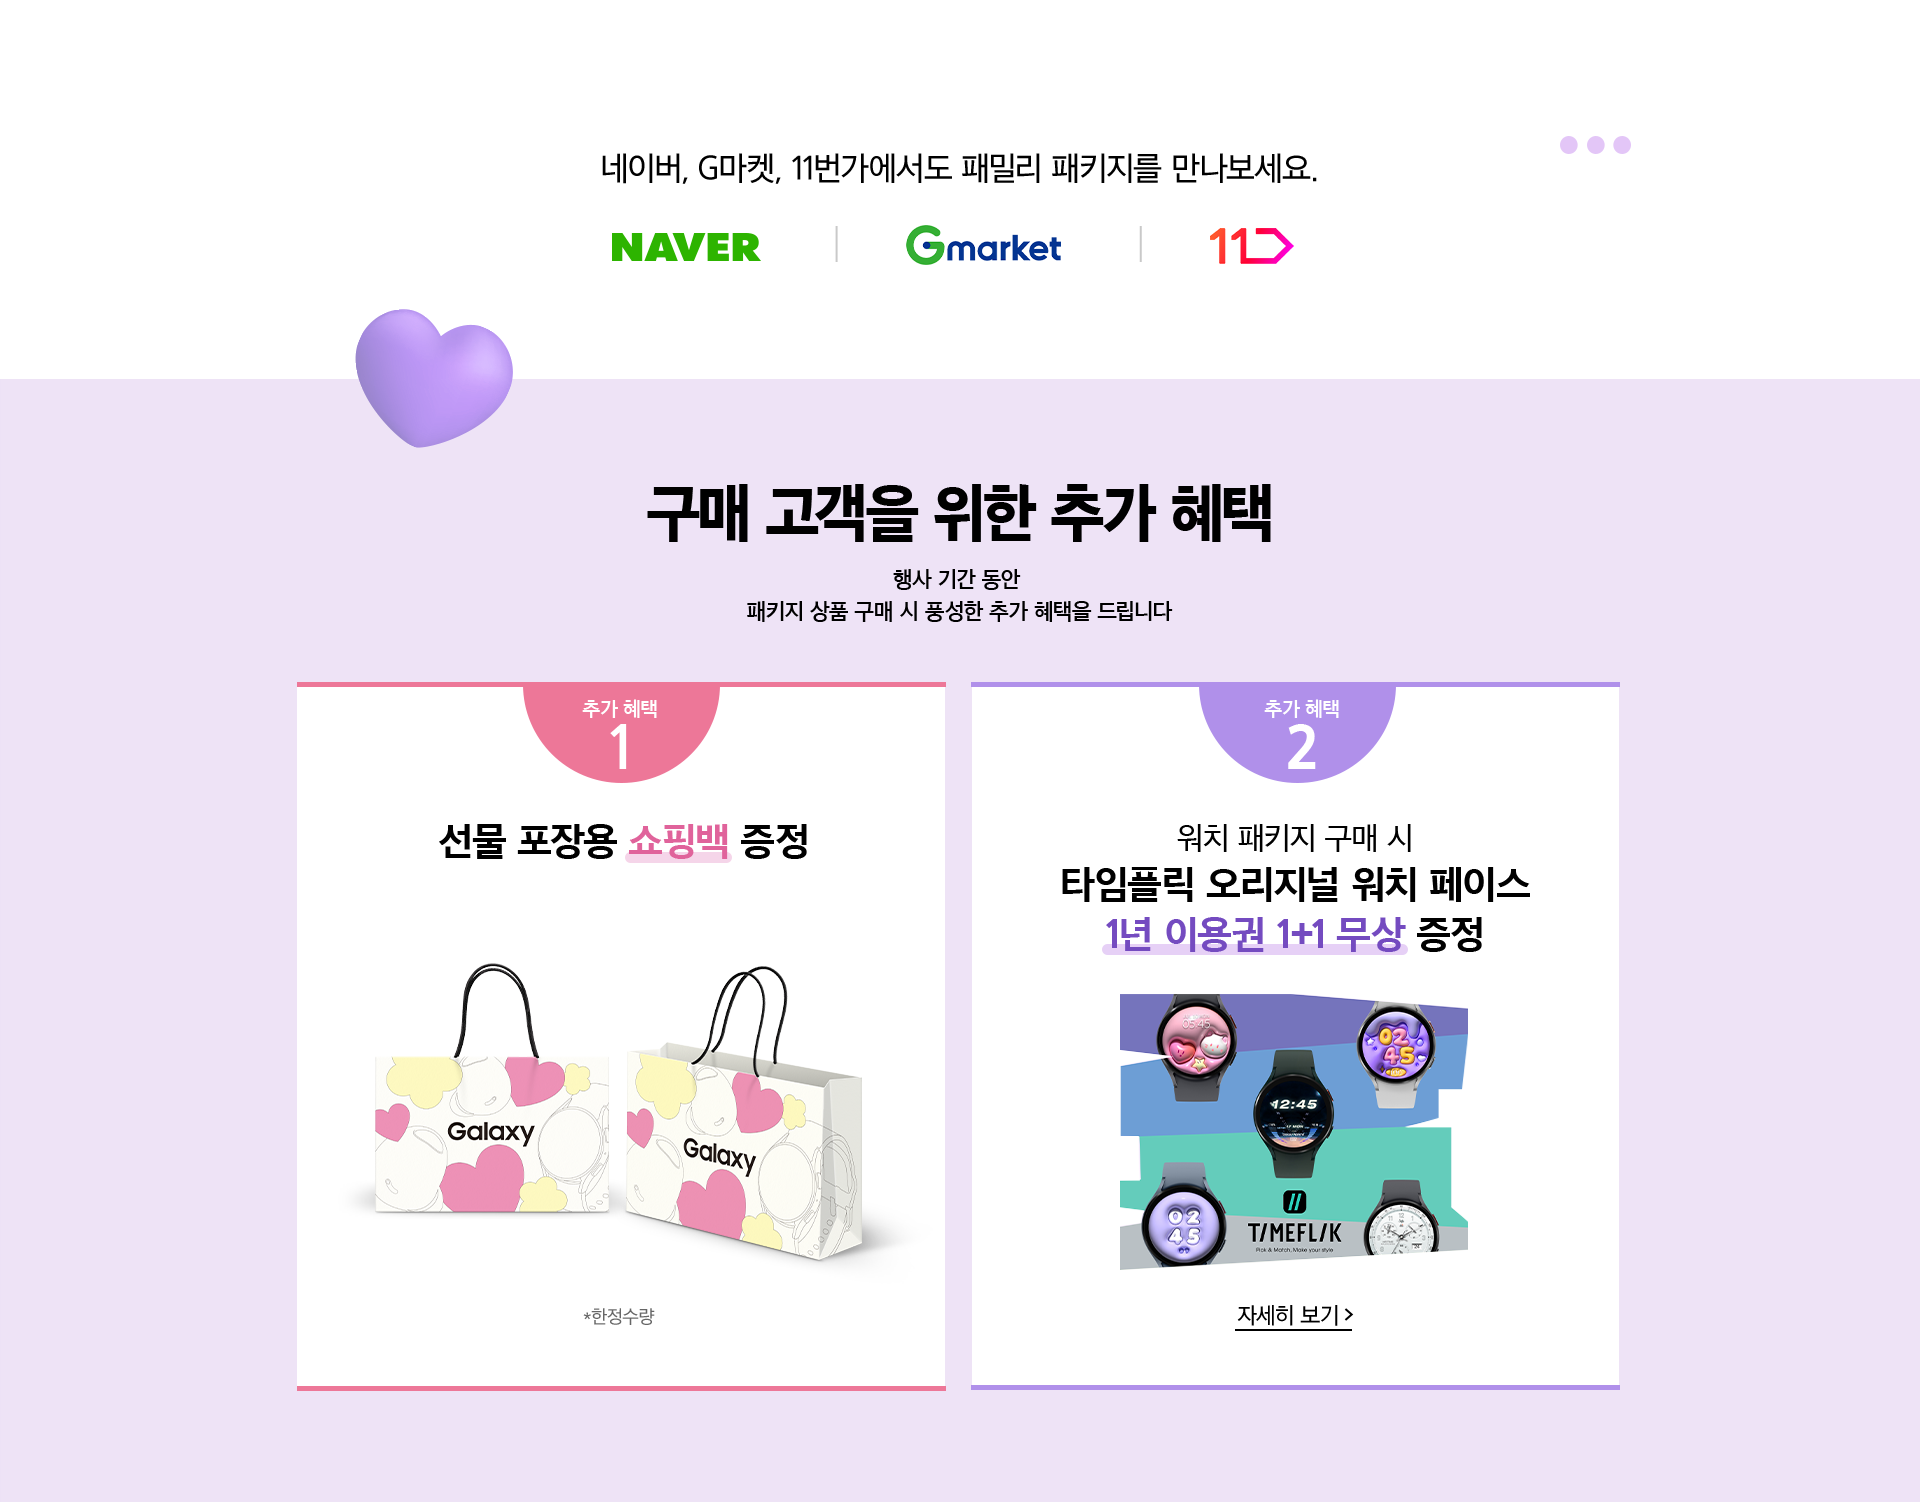 네이버, G마켓, 11번가에서도 패밀리 패키지를 만나보세요.
NAVER
Gmarket
11
구매 고객을 위한 추가 혜택
행사 기간 동안
패키지 상품 구매 시 풍성한 추가 혜택을 드립니다
추가 혜택
1
선물 포장용 쇼핑백 증정
Galaxy
Galaxy
*한정수량
추가 혜택
2
워치 패키지 구매 시
타임플릭 오리지널 워치 페이스
1년 이용권 1+1 무상 증정
05:45
02
45
12:45
02
45
T/MEFL/K
Pick & Match, Make your style
자세히 보기